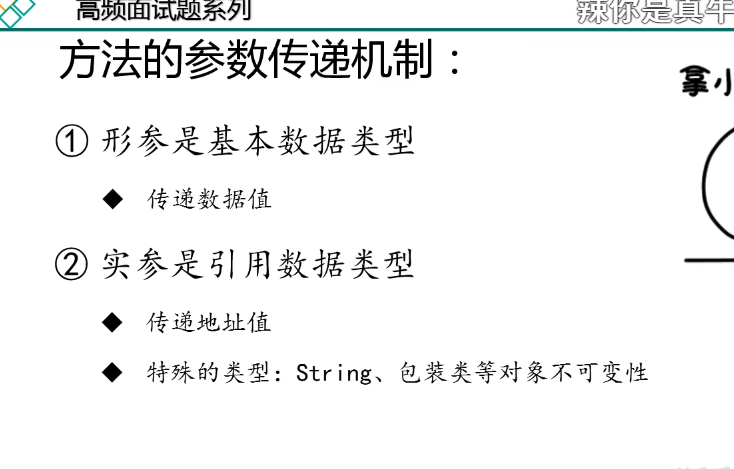 高频面试题系列
辣你是真牛
方法的参数传递机制：
拿小
① 形参是基本数据类型
◆ 传递数据值
② 实参是引用数据类型
◆ 传递地址值
◆ 特殊的类型：String、包装类等对象不可变性